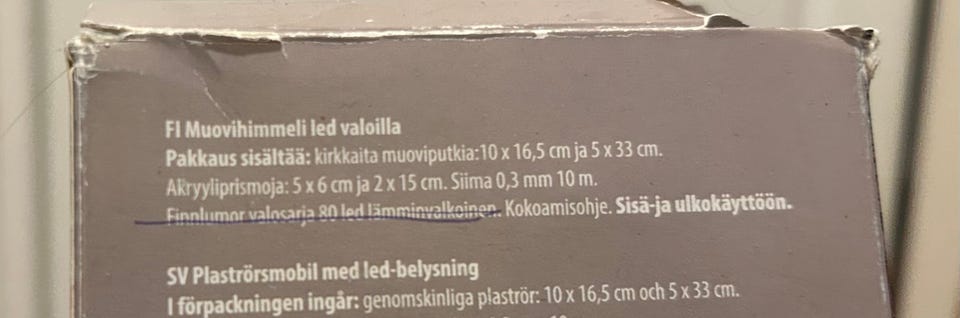 FI Muovihimmeli led valoilla
Pakkaus sisältää: kirkkaita muoviputkia:10 x 16,5 cm ja 5 x 33 cm.
Akryyliprismoja: 5 x 6 cm ja 2 x 15 cm. Siima 0,3 mm 10 m.
Finnlumor valosarja 80 led lämminvalkoinen. Kokoamisohje. Sisä-ja ulkokäyttöön.
SV Plaströrsmobil med led-belysning
I förpackningen ingår: genomskinliga plaströr: 10 x 16,5 cm och 5 x 33 cm.